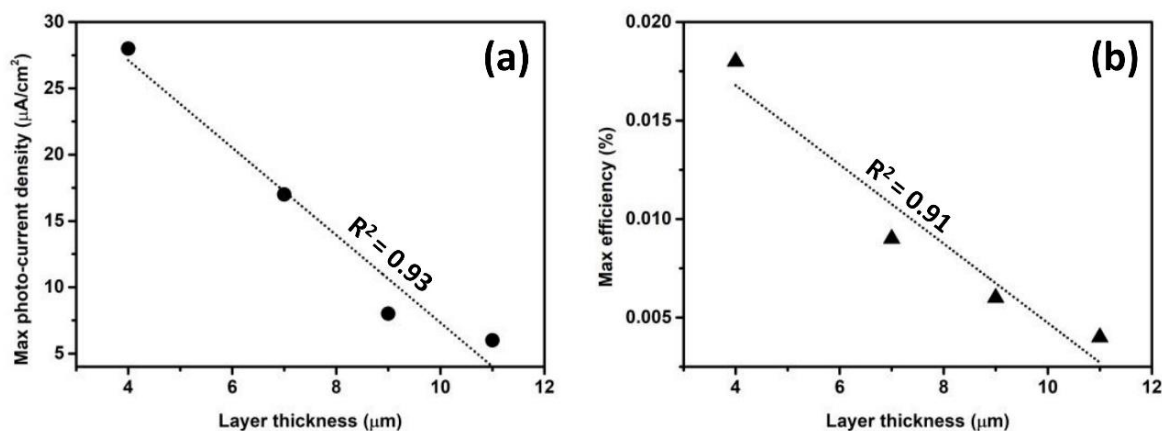 (a)
Max photo-current density (μA/cm²)
30
25
20
15
10
5
R² = 0.93
4
6
8
10
12
Layer thickness (μm)
(b)
Max efficiency (%)
0.020
0.015
0.010
0.005
R² = 0.91
4
6
8
10
12
Layer thickness (μm)